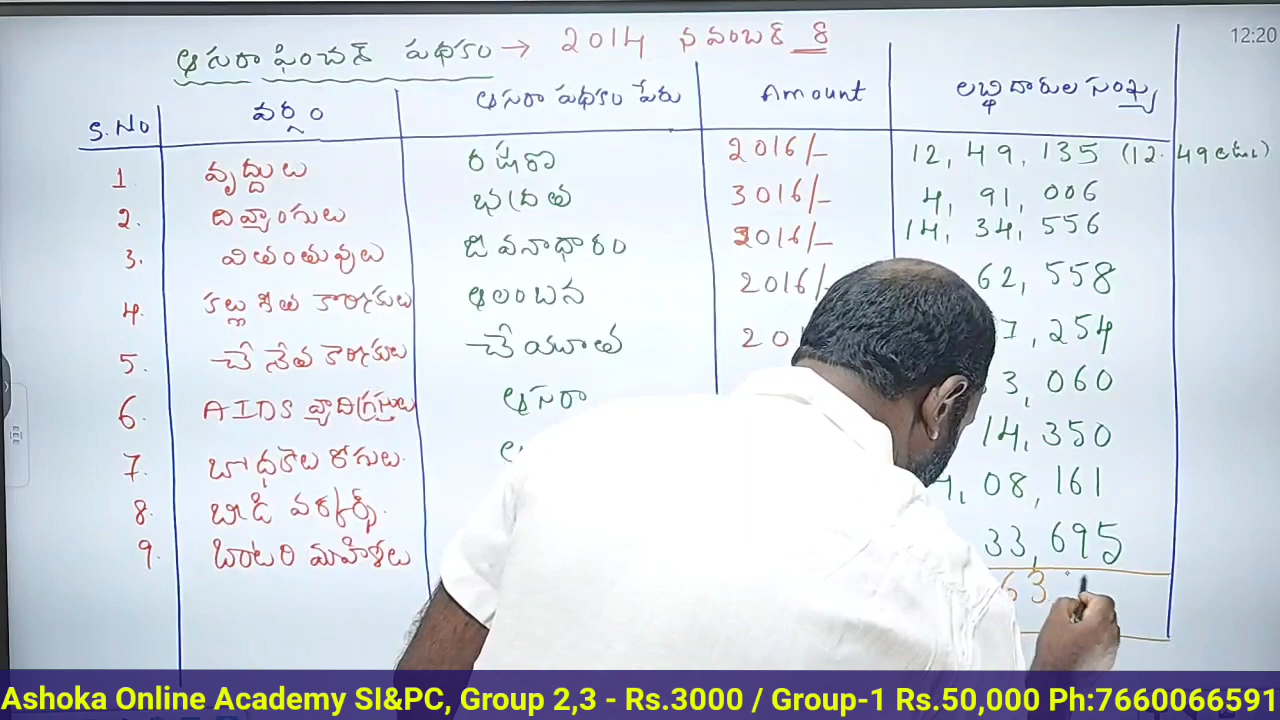 ఆసరా ఫించన్ పథకం → 2014 నవంబర్ 8
12:20
S.No వర్గం ఆసరా పథకం పేరు Amount లబ్ధిదారుల సంఖ్య
1 వృద్ధులు 2016/- 12,49,135 (12.49
2. దివ్యాంగులు భద్రత 3016/- 4,91,006
3. వితంతువులు జీవనాధారం 2016/- 14,34,556
4. కల్లు గీత కార్మికులు ఆలంబన 2016/- 62,558
5. చేనేత కార్మికులు చేయూత 20 7,254
6. AIDS వ్యాధిగ్రస్తులు ఆసరా 3,060
7. బోధకాల రోగులు. 14,350
8. బీడి వర్కర్స్. 4,08,161
9. ఒంటరి మహిళలు 33,695
63
Ashoka Online Academy SI&PC, Group 2,3 - Rs.3000 / Group-1 Rs.50,000 Ph:7660066591